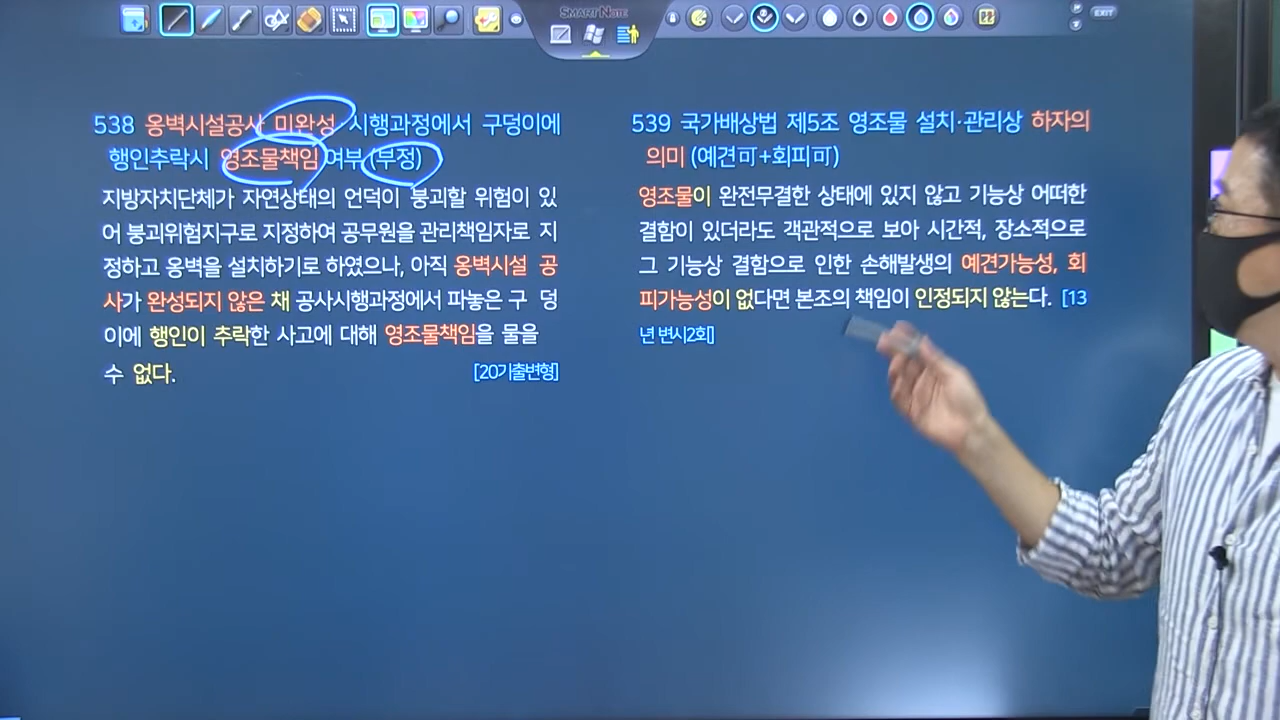 SMART NOTE
EXIT
538 옹벽시설공사 미완성 시행과정에서 구덩이에
행인추락시 영조물책임 여부 (부정)
지방자치단체가 자연상태의 언덕이 붕괴할 위험이 있
어 붕괴위험지구로 지정하여 공무원을 관리책임자로 지
정하고 옹벽을 설치하기로 하였으나, 아직 옹벽시설 공
사가 완성되지 않은 채 공사시행과정에서 파놓은 구 덩
이에 행인이 추락한 사고에 대해 영조물책임을 물을
수 없다. [20기출변형]
539 국가배상법 제5조 영조물 설치·관리상 하자의
의미 (예견可+회피可)
영조물이 완전무결한 상태에 있지 않고 기능상 어떠한
결함이 있더라도 객관적으로 보아 시간적, 장소적으로
그 기능상 결함으로 인한 손해발생의 예견가능성, 회
피가능성이 없다면 본조의 책임이 인정되지 않는다. [13
년 변시2회]